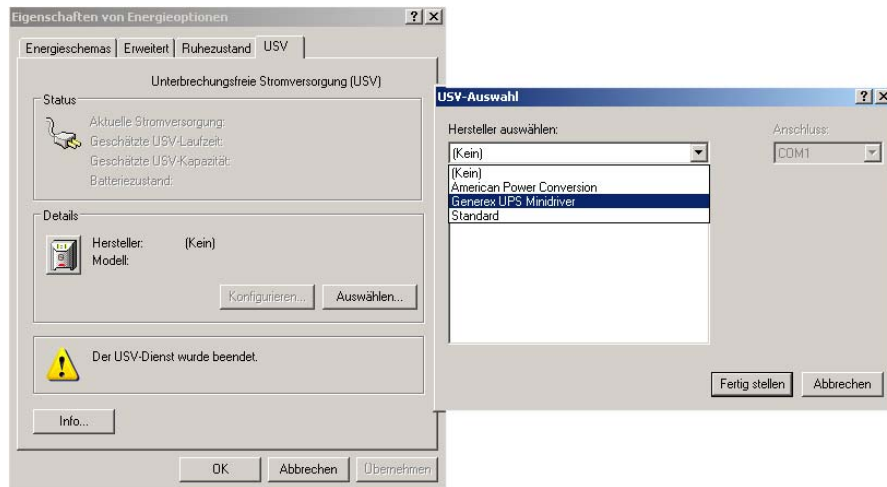 Eigenschaften von Energieoptionen
Energieschemas
Erweitert
Ruhezustand
USV
Unterbrechungsfreie Stromversorgung (USV)
Status
Aktuelle Stromversorgung:
Geschätzte USV-Laufzeit:
Geschätzte USV-Kapazität:
Batteriezustand:
Details
Hersteller: (Kein)
Modell:
Konfigurieren...
Auswählen...
Der USV-Dienst wurde beendet.
Info...
OK
Abbrechen
Übernehmen
USV-Auswahl
Hersteller auswählen:
Anschluss:
(Kein)
COM1
(Kein)
American Power Conversion
Generex UPS Minidriver
Standard
Fertig stellen
Abbrechen